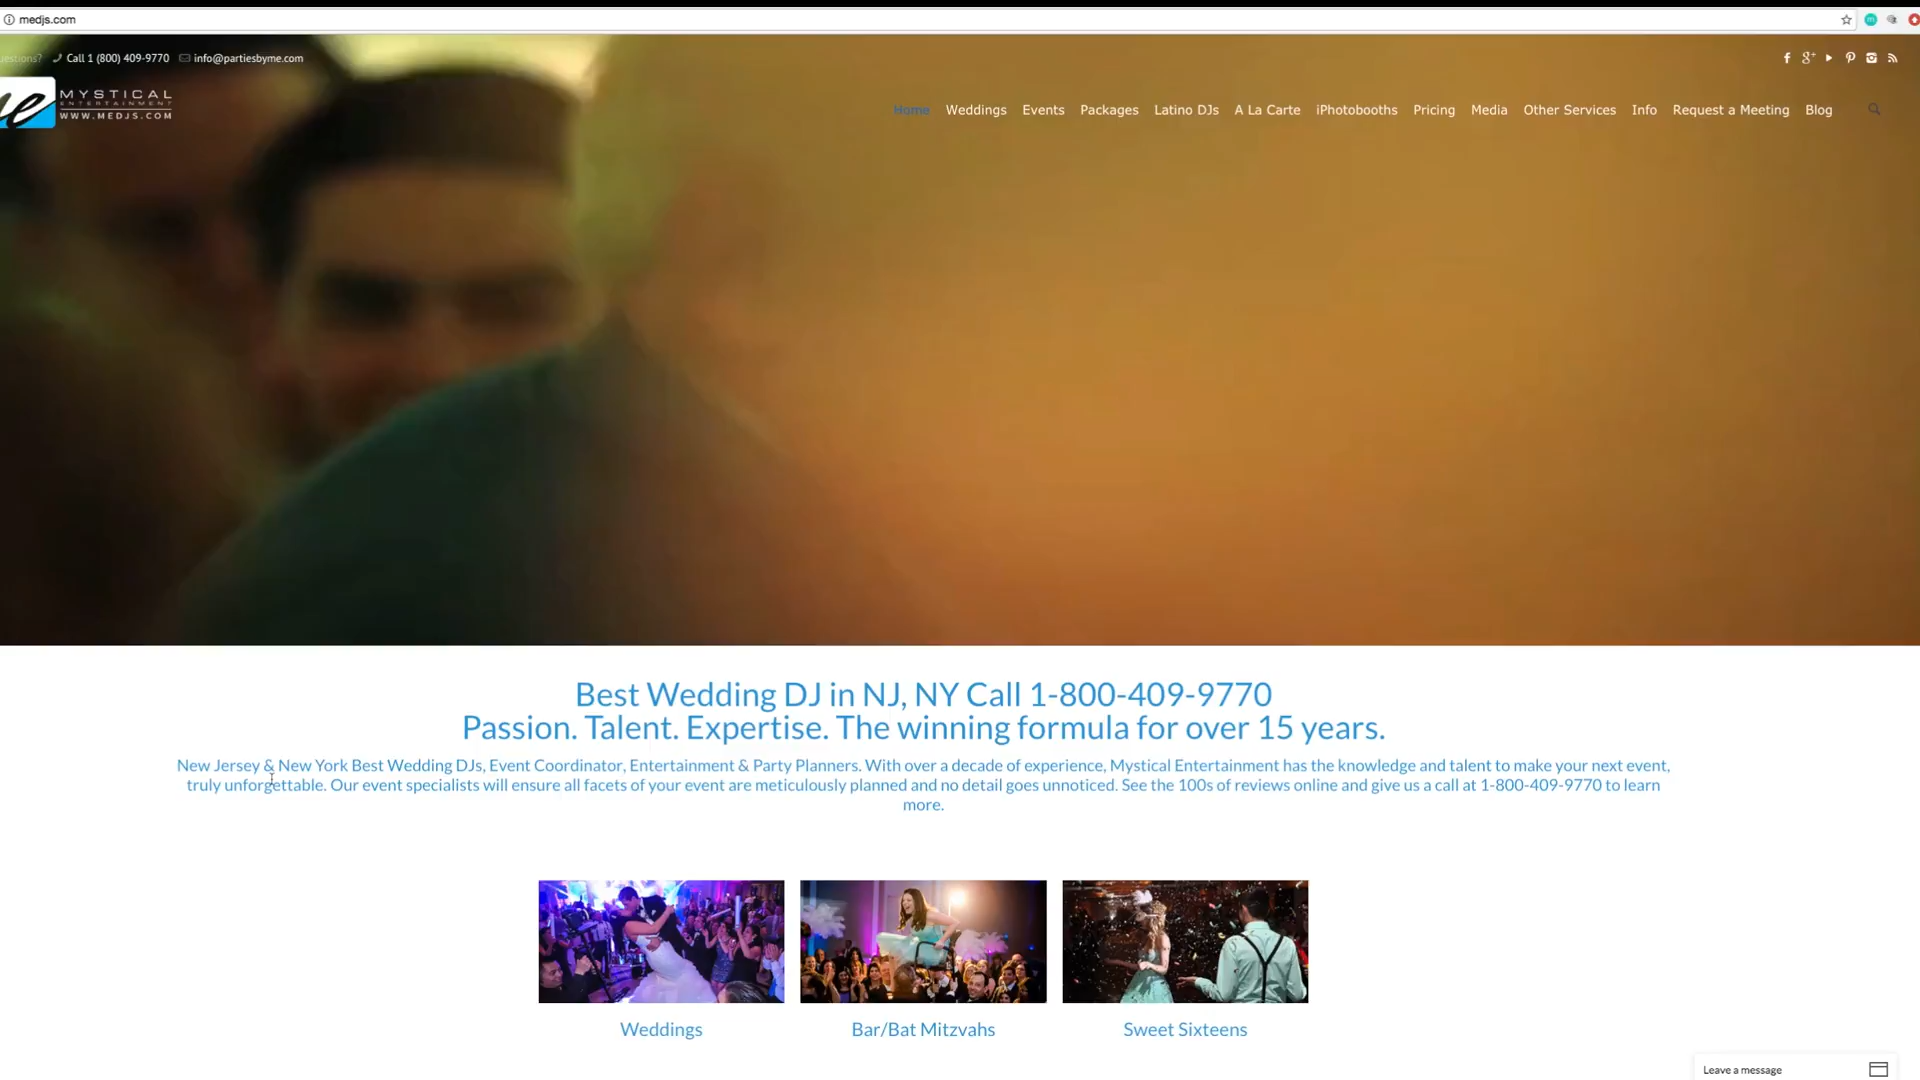 medjs.com
uestions? Call 1 (800) 409-9770 info@partiesbyme.com
me MYSTICAL
ENTERTAINMENT
WWW.MEDJS.COM
Home Weddings Events Packages Latino DJs A La Carte iPhotobooths Pricing Media Other Services Info Request a Meeting Blog
Best Wedding DJ in NJ, NY Call 1-800-409-9770
Passion. Talent. Expertise. The winning formula for over 15 years.
New Jersey & New York Best Wedding DJs, Event Coordinator, Entertainment & Party Planners. With over a decade of experience, Mystical Entertainment has the knowledge and talent to make your next event,
truly unforgettable. Our event specialists will ensure all facets of your event are meticulously planned and no detail goes unnoticed. See the 100s of reviews online and give us a call at 1-800-409-9770 to learn
more.
Weddings Bar/Bat Mitzvahs Sweet Sixteens
Leave a message